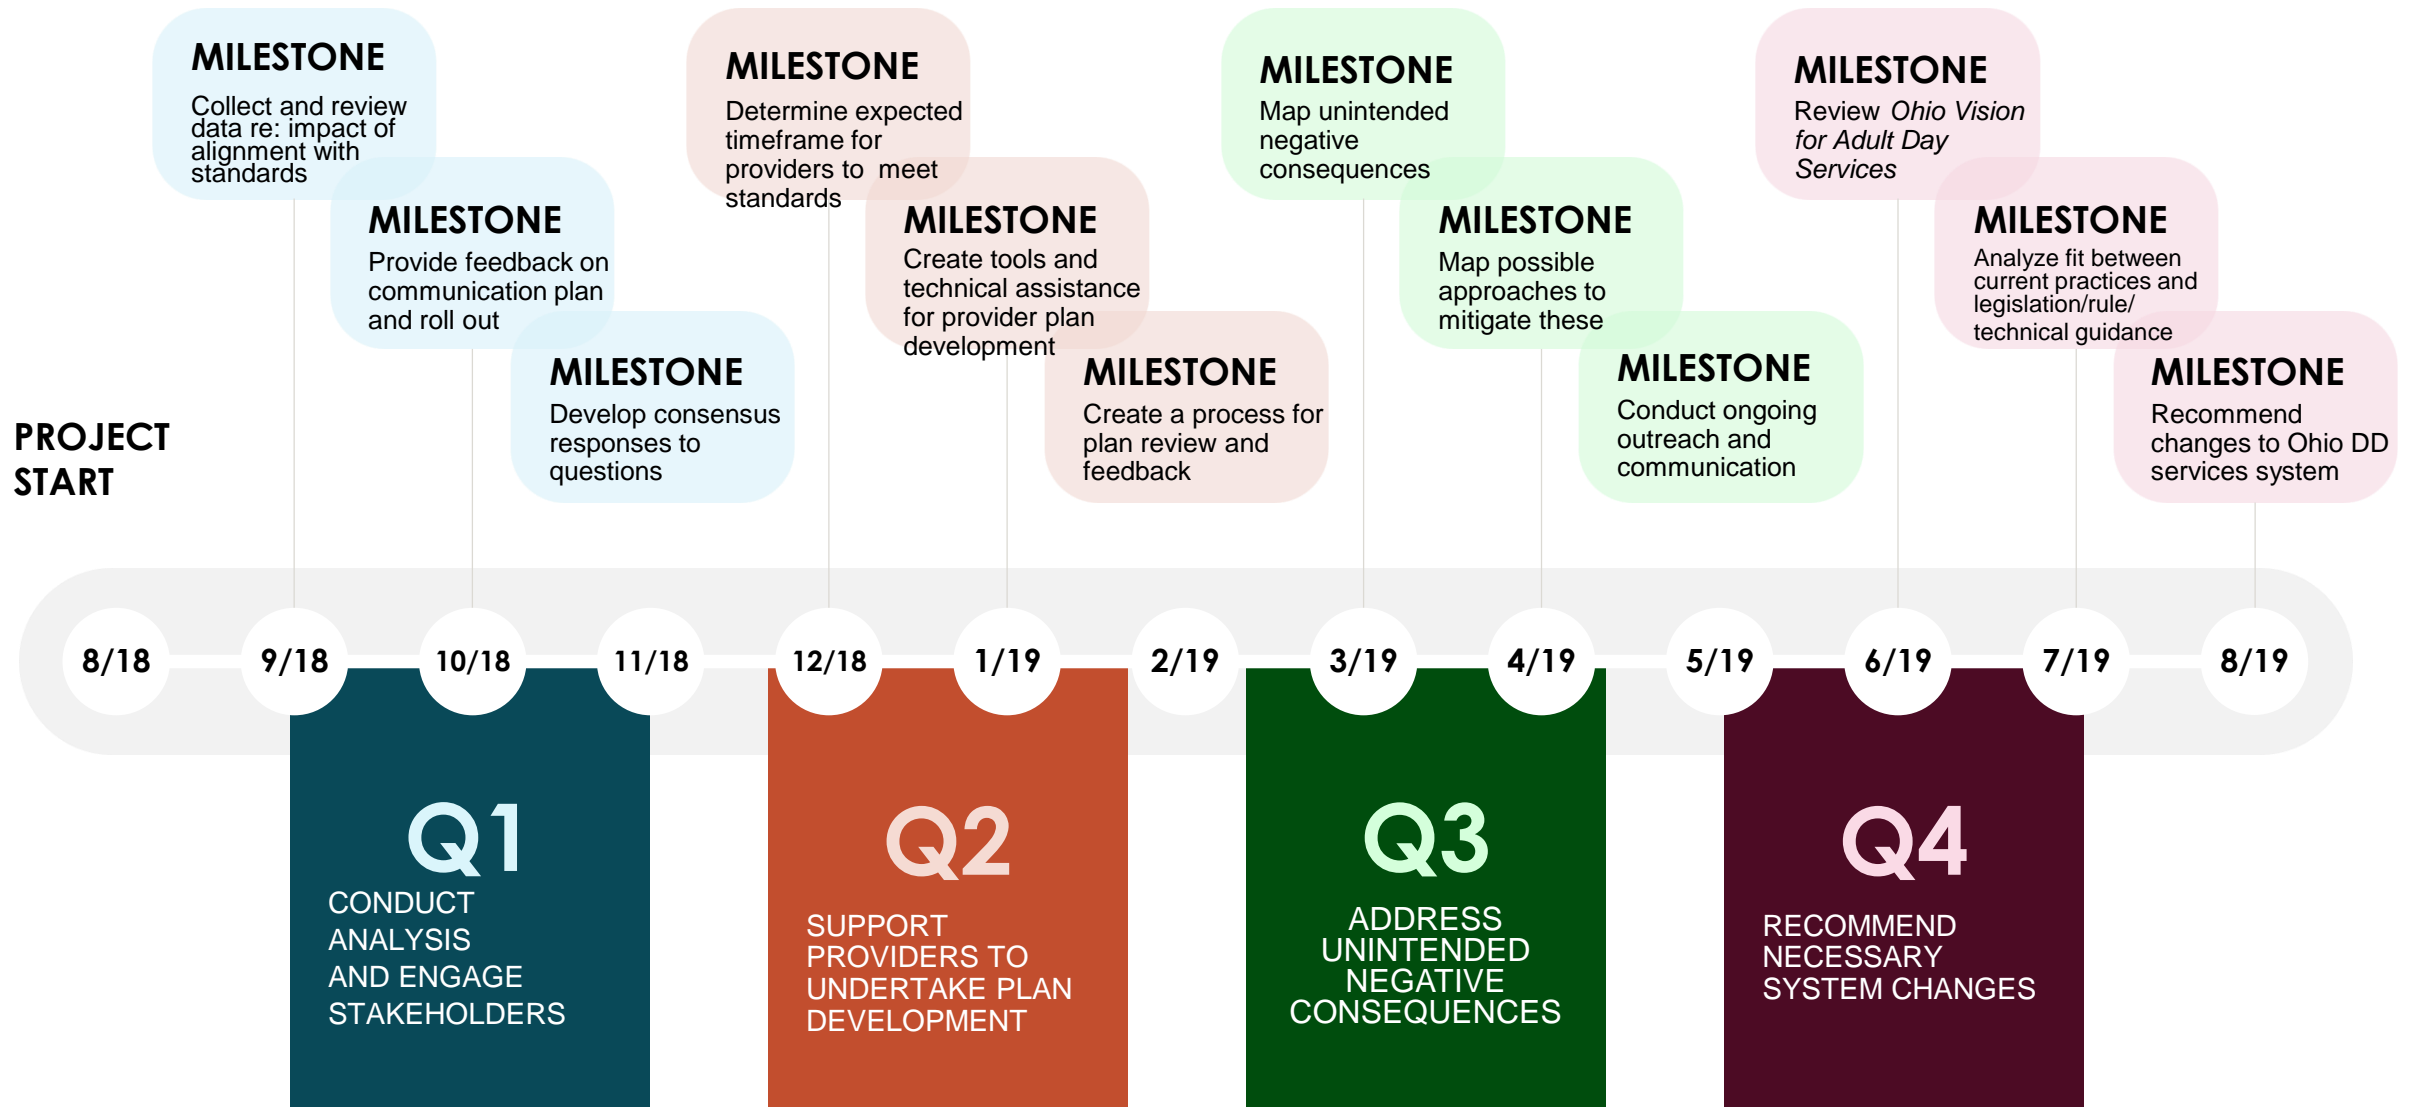 MILESTONE
Collect and review
data re: impact of
alignment with
standards
MILESTONE
Provide feedback on
communication plan
and roll out
MILESTONE
Develop consensus
responses to
questions
MILESTONE
Determine expected
timeframe for
providers to  meet
standards
MILESTONE
Create tools and
technical assistance
for provider plan
development
MILESTONE
Create a process for
plan review and
feedback
MILESTONE
Map unintended
negative
consequences
MILESTONE
Map possible
approaches to
mitigate these
MILESTONE
Conduct ongoing
outreach and
communication
MILESTONE
Review Ohio Vision
for Adult Day
Services
MILESTONE
Analyze fit between
current practices and
legislation/rule/
technical guidance
MILESTONE
Recommend
changes to Ohio DD
services system
PROJECT
START
8/18
9/18
10/18
11/18
12/18
1/19
2/19
3/19
4/19
5/19
6/19
7/19
8/19
Q1
CONDUCT
ANALYSIS
AND ENGAGE
STAKEHOLDERS
Q2
SUPPORT
PROVIDERS TO
UNDERTAKE PLAN
DEVELOPMENT
Q3
ADDRESS
UNINTENDED
NEGATIVE
CONSEQUENCES
Q4
RECOMMEND
NECESSARY
SYSTEM CHANGES